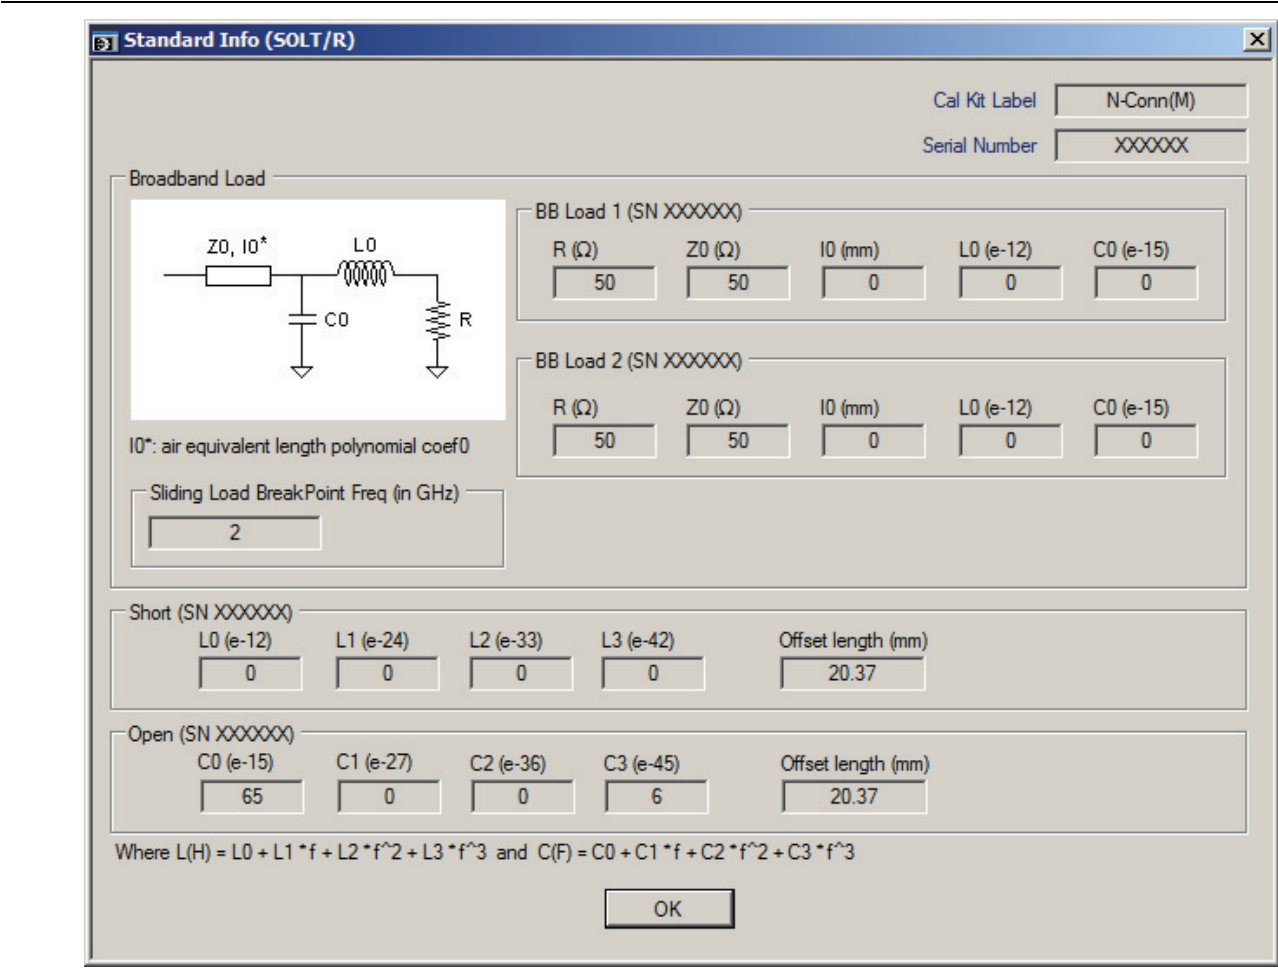 Standard Info (SOLT/R)
Cal Kit Label N-Conn(M)
Serial Number XXXXXX
Broadband Load
Z0, l0*
L0
C0
R
l0*: air equivalent length polynomial coef0
BB Load 1 (SN XXXXXX)
R (Ω) Z0 (Ω) l0 (mm) L0 (e-12) C0 (e-15)
50 50 0 0 0
BB Load 2 (SN XXXXXX)
R (Ω) Z0 (Ω) l0 (mm) L0 (e-12) C0 (e-15)
50 50 0 0 0
Sliding Load BreakPoint Freq (in GHz)
2
Short (SN XXXXXX)
L0 (e-12) L1 (e-24) L2 (e-33) L3 (e-42) Offset length (mm)
0 0 0 0 20.37
Open (SN XXXXXX)
C0 (e-15) C1 (e-27) C2 (e-36) C3 (e-45) Offset length (mm)
65 0 0 6 20.37
Where L(H) = L0 + L1 * f + L2 * f^2 + L3 * f^3 and C(F) = C0 + C1 * f + C2 * f^2 + C3 * f^3
OK